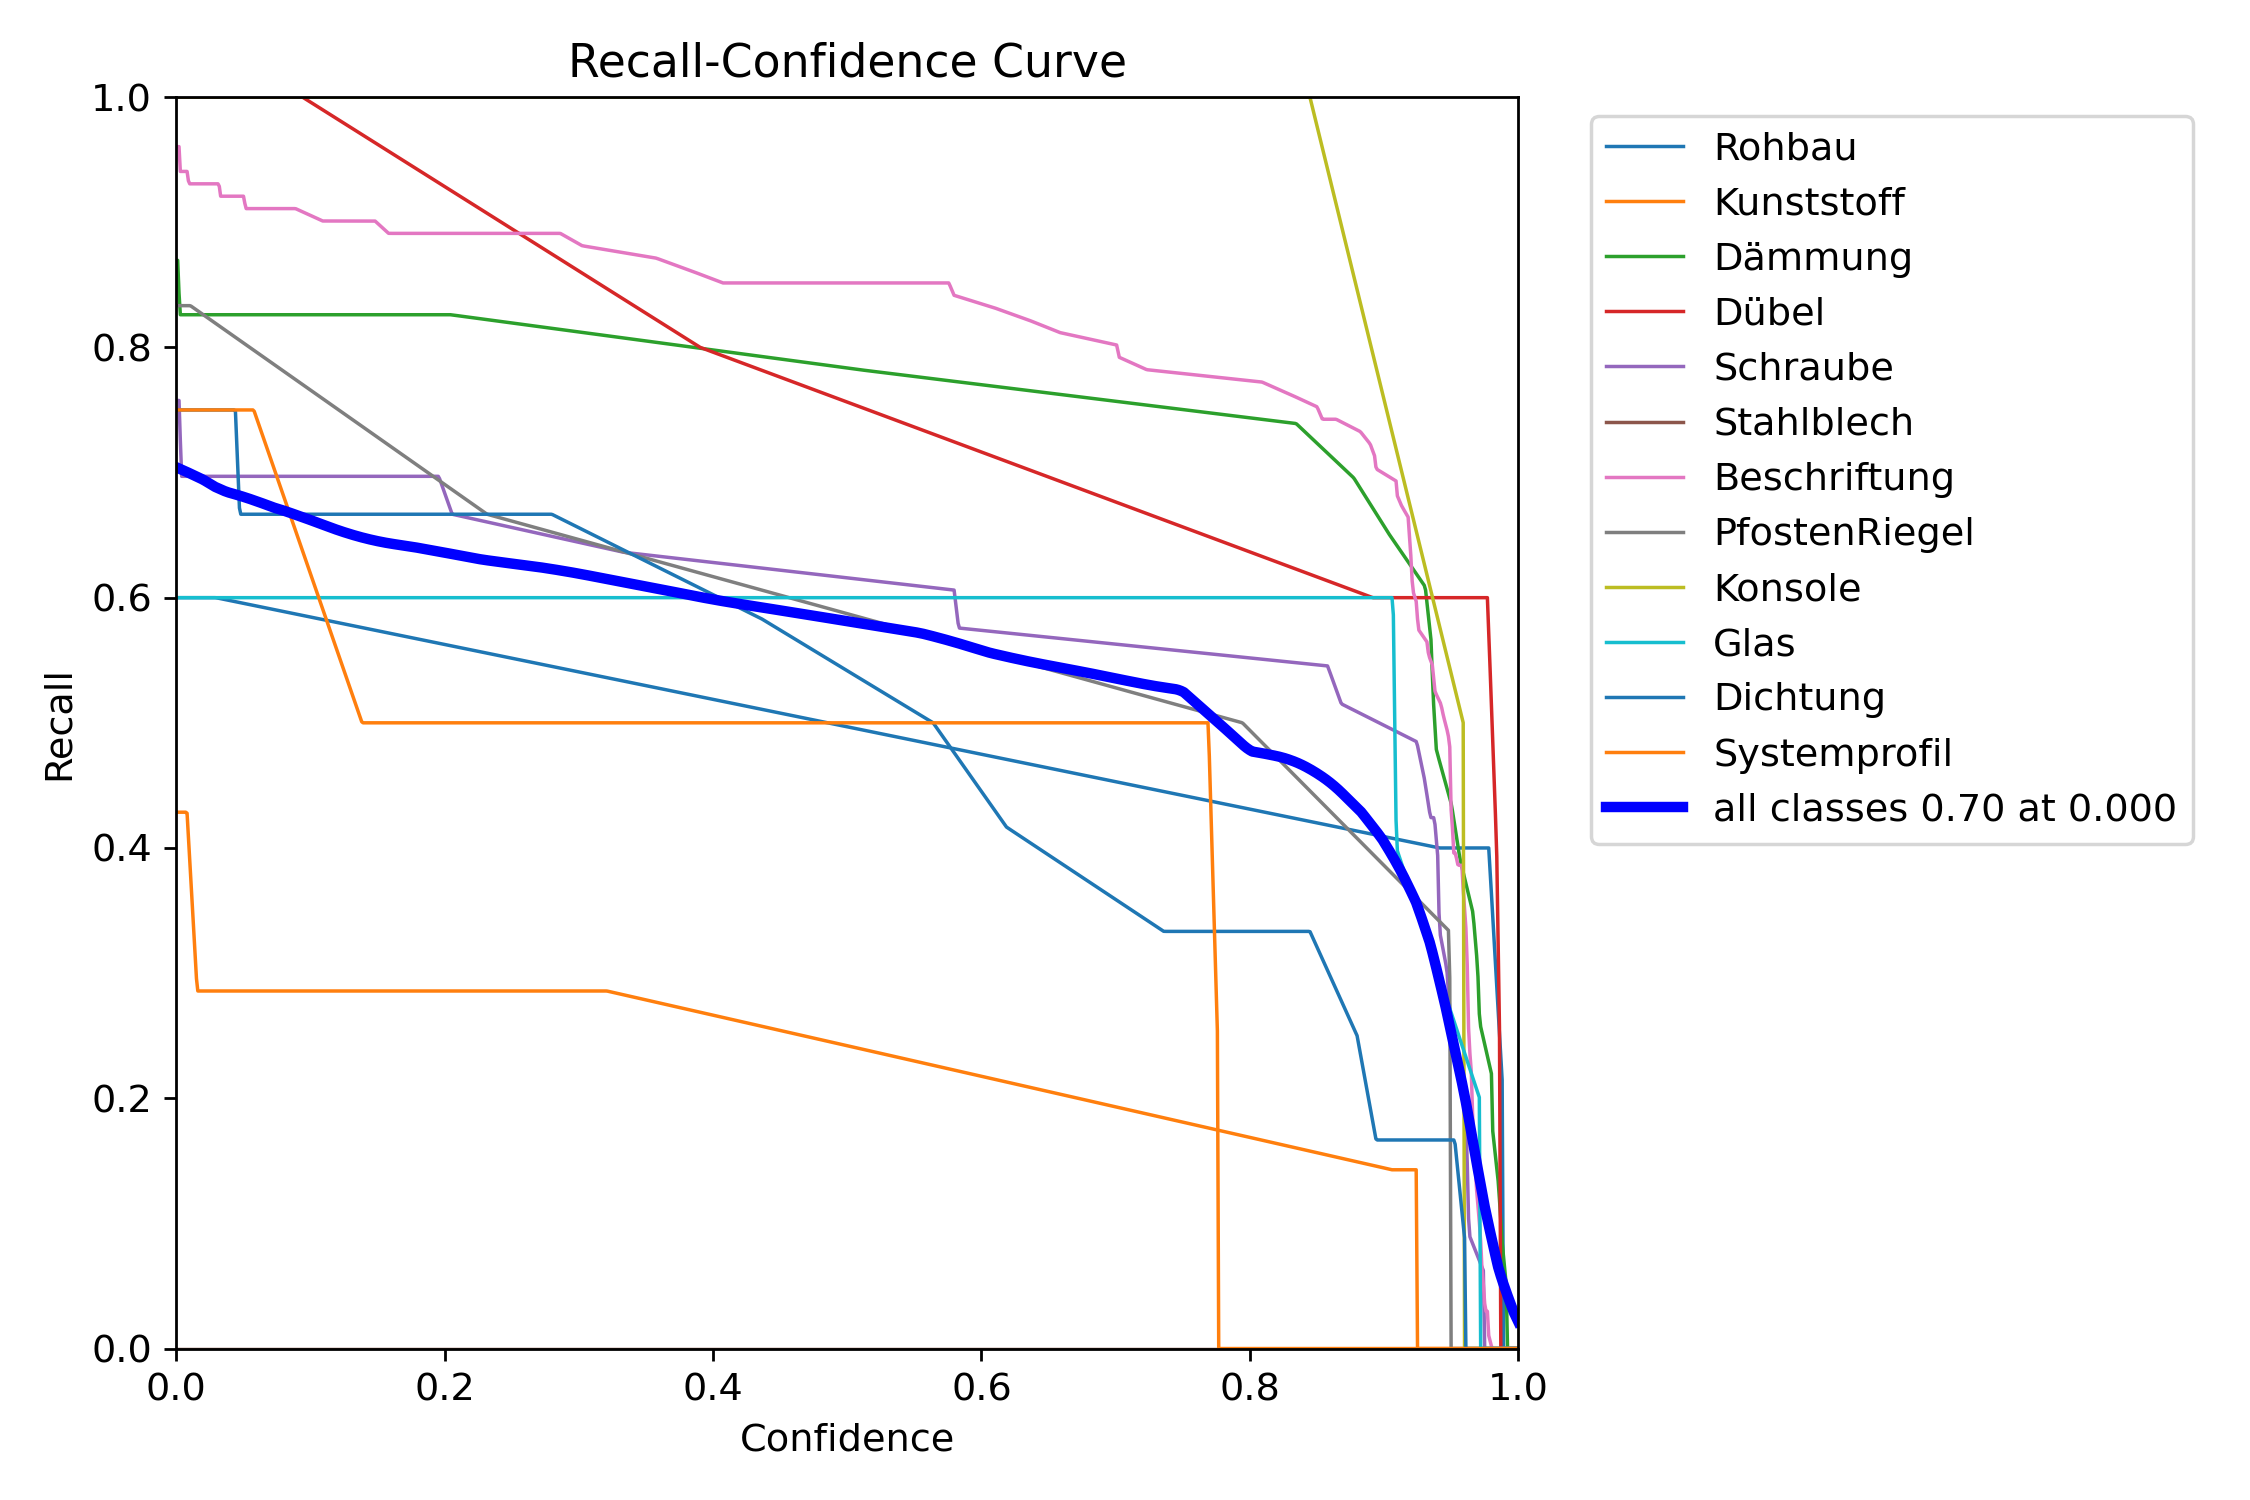 Recall-Confidence Curve
1.0
0.8
0.6
0.4
0.2
0.0
Recall
0.0 0.2 0.4 0.6 0.8 1.0
Confidence
Rohbau
Kunststoff
Dämmung
Dübel
Schraube
Stahlblech
Beschriftung
PfostenRiegel
Konsole
Glas
Dichtung
Systemprofil
all classes 0.70 at 0.000